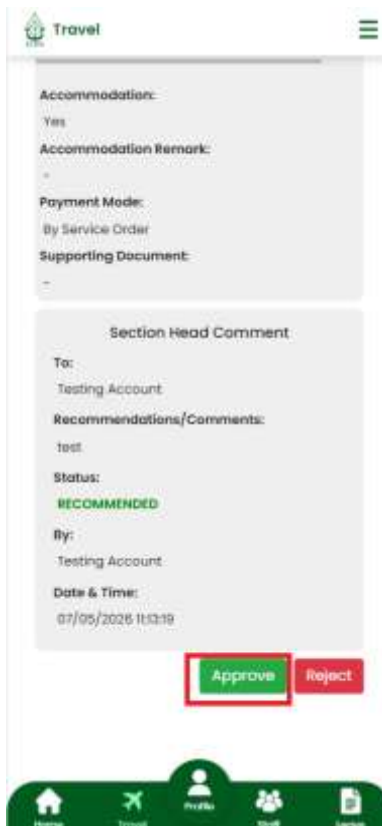 Travel
Accommodation:
Yes
Accommodation Remark:
-
Payment Mode:
By Service Order
Supporting Document:
-
Section Head Comment
To:
Testing Account
Recommendations/Comments:
test
Status:
RECOMMENDED
By:
Testing Account
Date & Time:
07/05/2026 11:13:19
Approve Reject
Home Travel Profile Staff